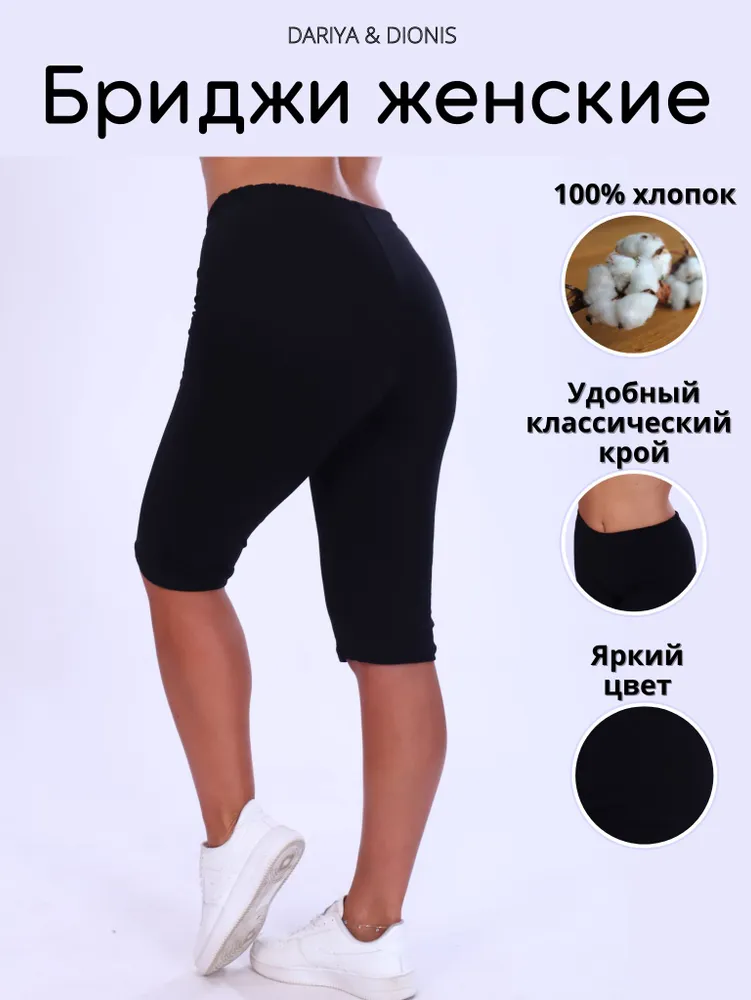 DARIYA & DIONIS
Бриджи женские
100% хлопок
Удобный
классический
крой
Яркий
цвет